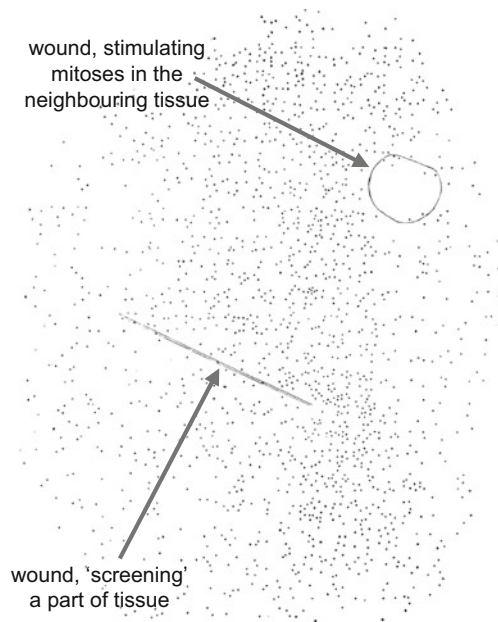 wound, stimulating
mitoses in the
neighbouring tissue
wound, ‘screening’
a part of tissue